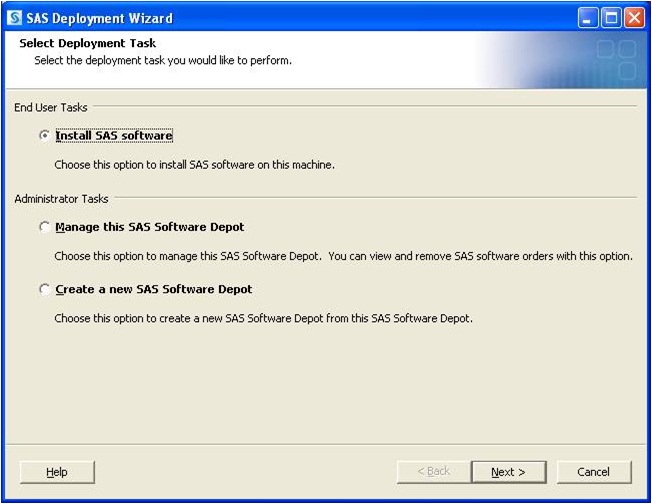 SAS Deployment Wizard
Select Deployment Task
Select the deployment task you would like to perform.
End User Tasks
Install SAS software
Choose this option to install SAS software on this machine.
Administrator Tasks
Manage this SAS Software Depot
Choose this option to manage this SAS Software Depot.  You can view and remove SAS software orders with this option.
Create a new SAS Software Depot
Choose this option to create a new SAS Software Depot from this SAS Software Depot.
Help
< Back
Next >
Cancel